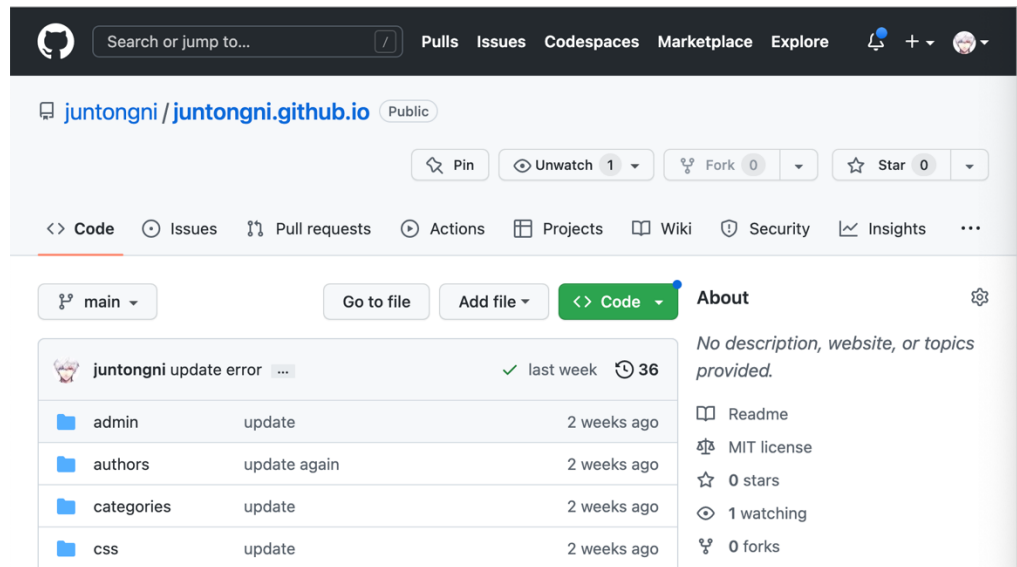 Search or jump to... / Pulls Issues Codespaces Marketplace Explore
juntongni / juntongni.github.io Public
Pin Unwatch 1 Fork 0 Star 0
Code Issues Pull requests Actions Projects Wiki Security Insights ...
main Go to file Add file Code About
No description, website, or topics
provided.
juntongni update error ... last week 36
admin update 2 weeks ago
authors update again 2 weeks ago
categories update 2 weeks ago
css update 2 weeks ago
Readme
MIT license
0 stars
1 watching
0 forks